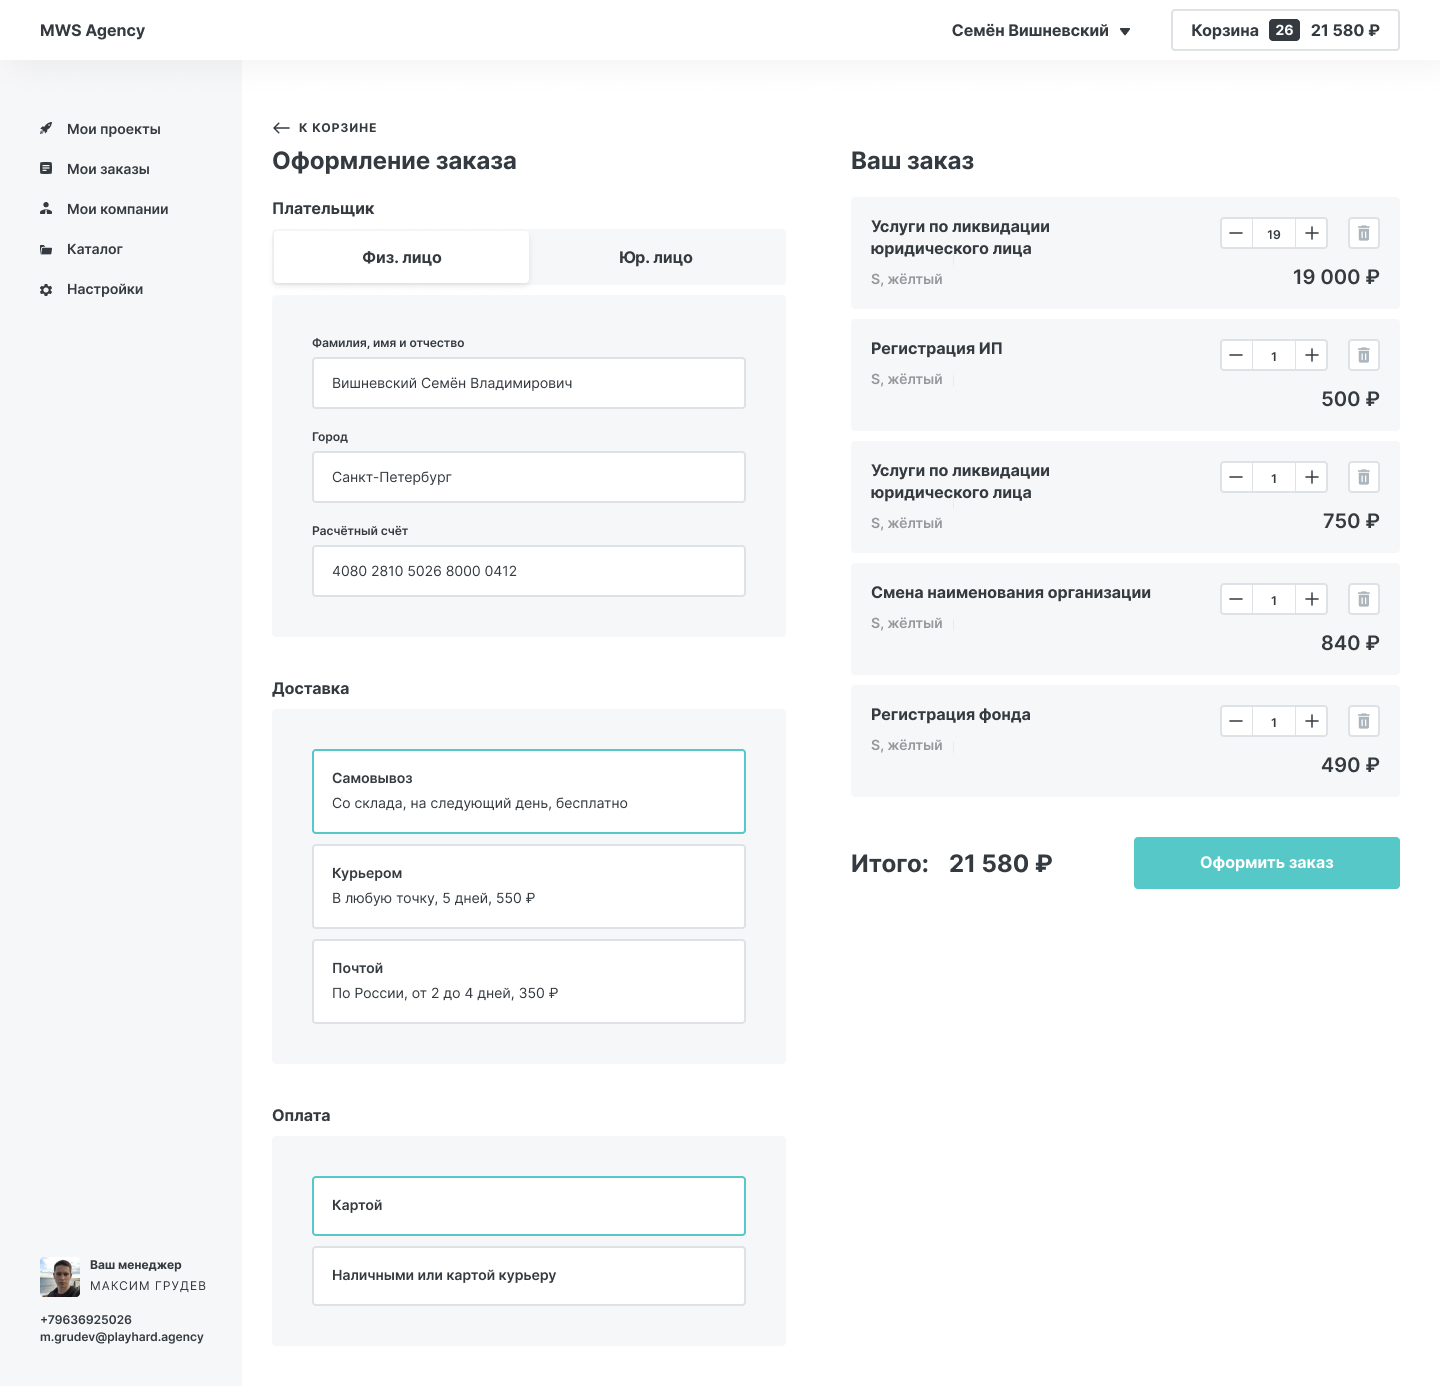 MWS Agency
Семён Вишневский
Корзина 26 21 580 ₽
Мои проекты
Мои заказы
Мои компании
Каталог
Настройки
Ваш менеджер
МАКСИМ ГРУДЕВ
+79636925026
m.grudev@playhard.agency
К КОРЗИНЕ
Оформление заказа
Плательщик
Физ. лицо
Юр. лицо
Фамилия, имя и отчество
Вишневский Семён Владимирович
Город
Санкт-Петербург
Расчётный счёт
4080 2810 5026 8000 0412
Доставка
Самовывоз
Со склада, на следующий день, бесплатно
Курьером
В любую точку, 5 дней, 550 ₽
Почтой
По России, от 2 до 4 дней, 350 ₽
Оплата
Картой
Наличными или картой курьеру
Ваш заказ
Услуги по ликвидации
юридического лица
S, жёлтый
19
19 000 ₽
Регистрация ИП
S, жёлтый
1
500 ₽
Услуги по ликвидации
юридического лица
S, жёлтый
1
750 ₽
Смена наименования организации
S, жёлтый
1
840 ₽
Регистрация фонда
S, жёлтый
1
490 ₽
Итого: 21 580 ₽
Оформить заказ